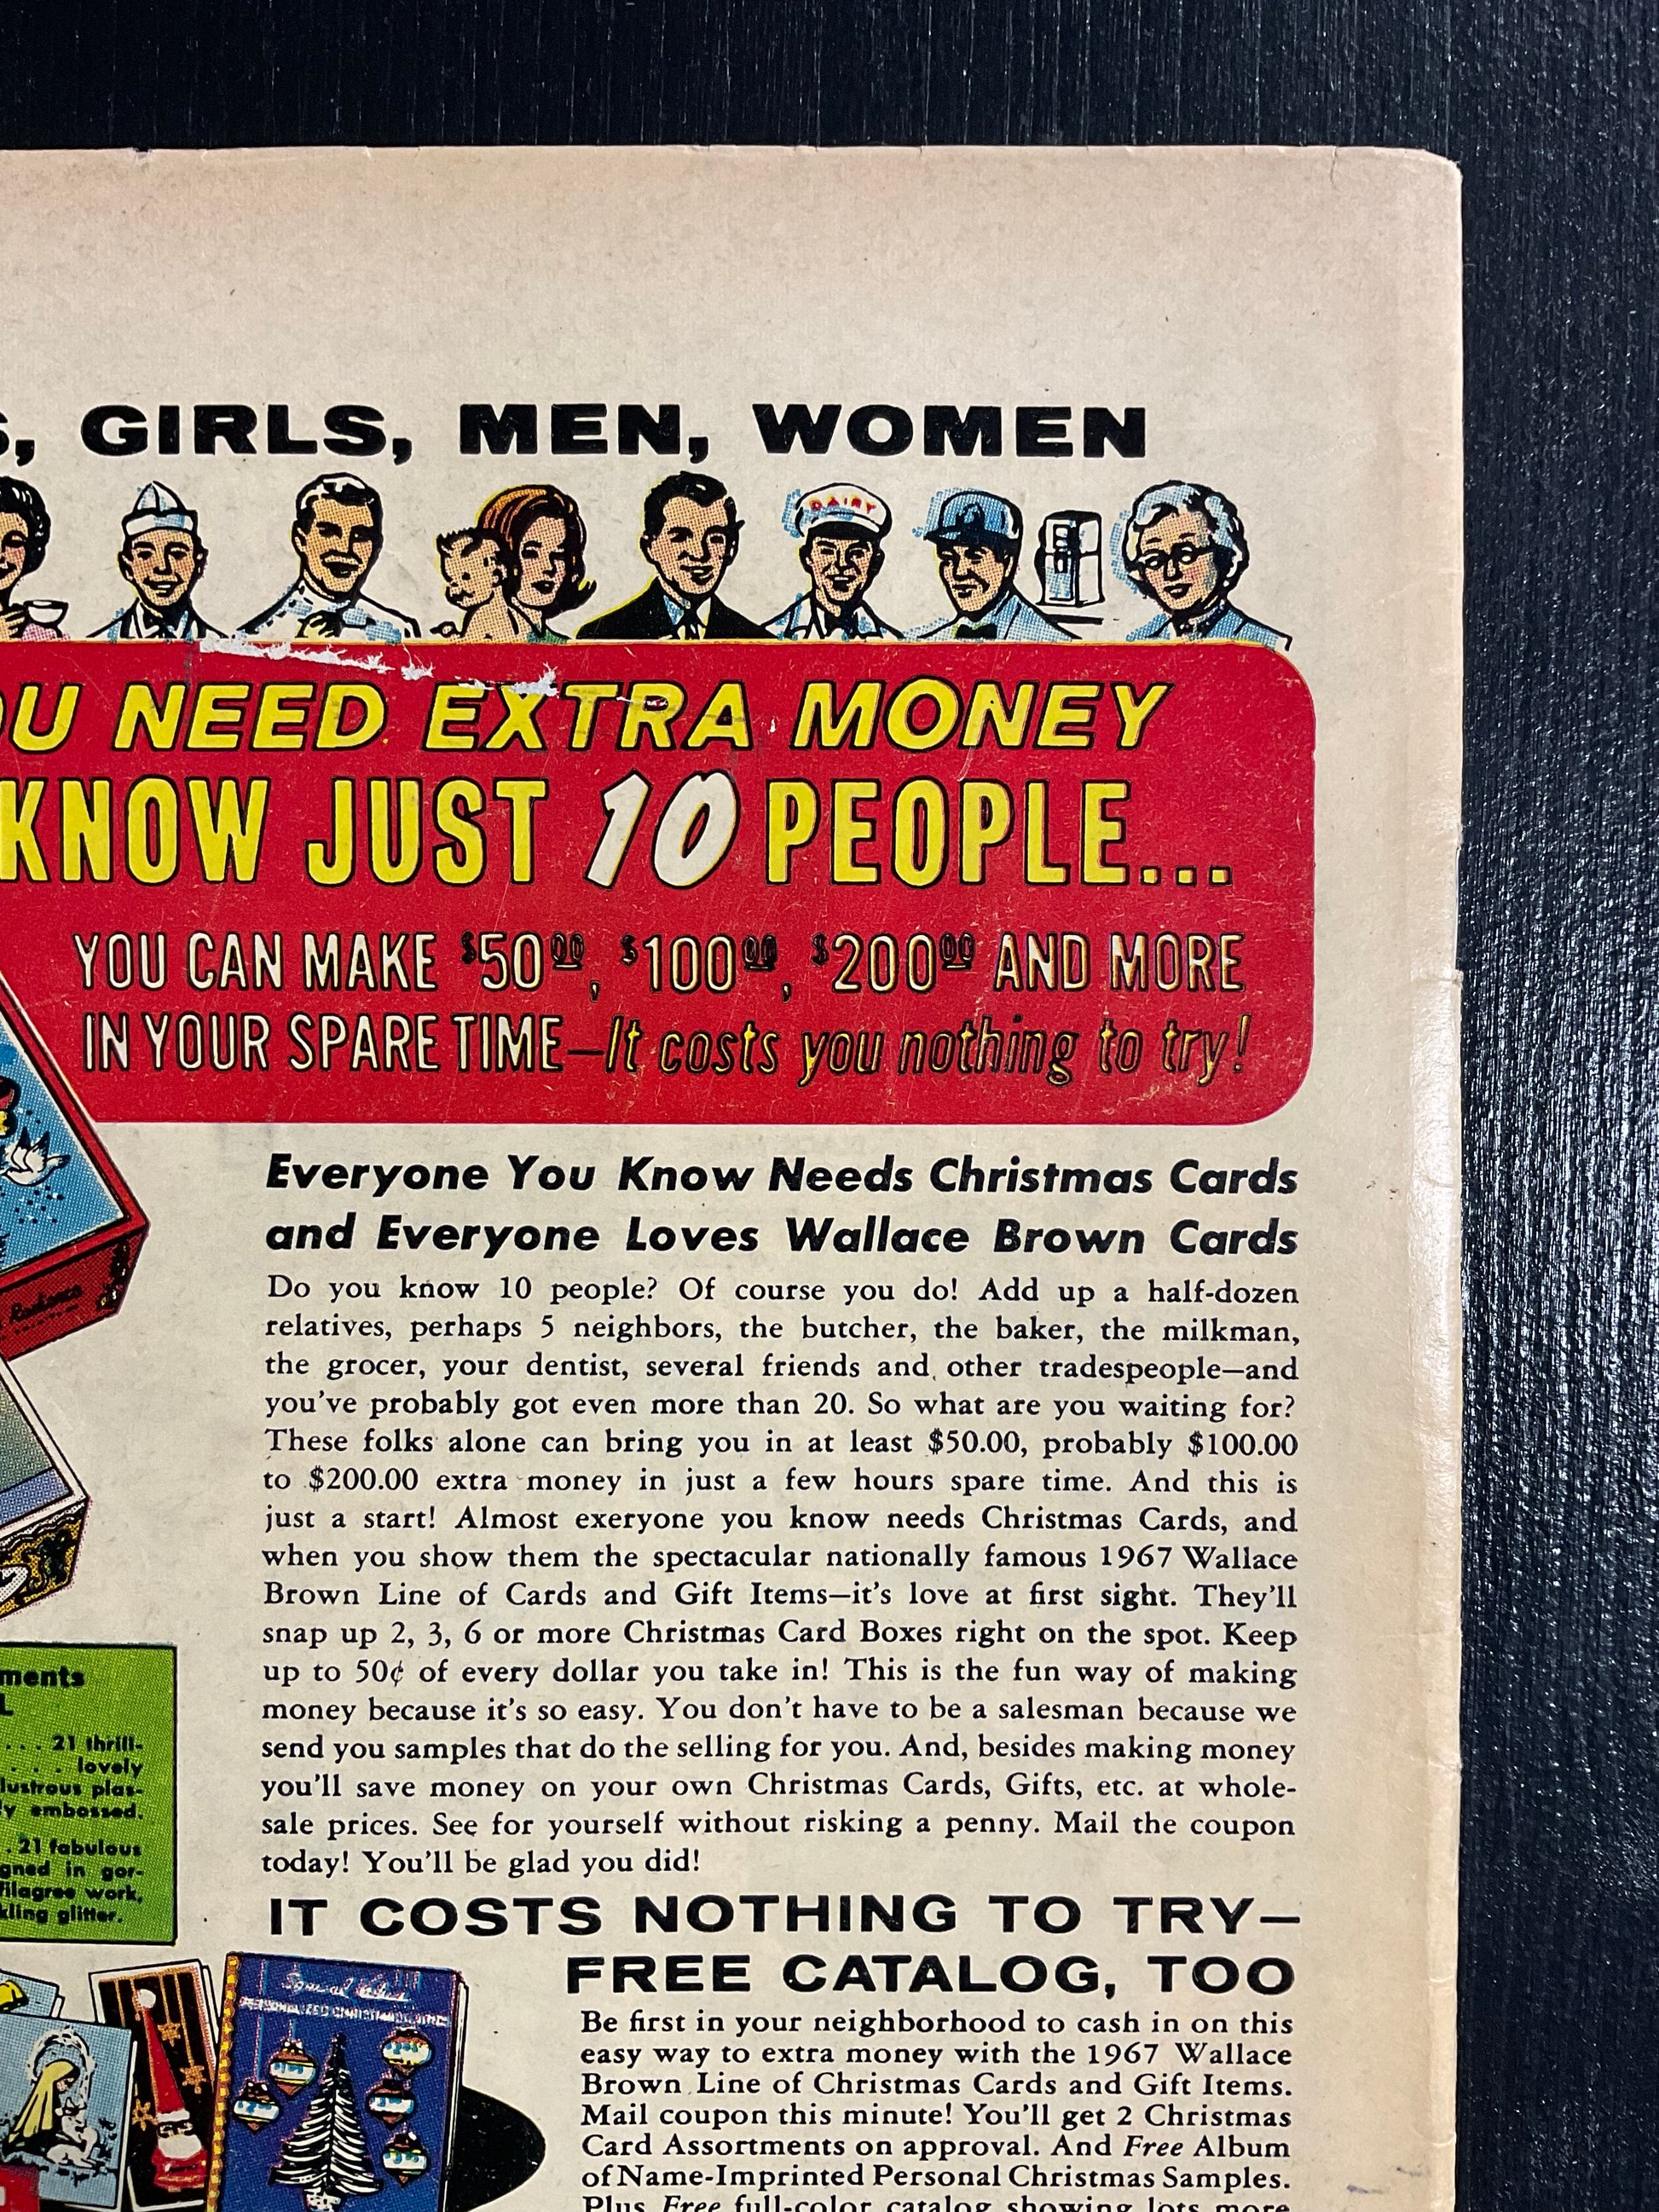 , GIRLS, MEN, WOMEN
DAIRY
NEED EXTRA MONEY
KNOW JUST 10 PEOPLE...
YOU CAN MAKE $50.00, $100.00, $200.00 AND MORE
IN YOUR SPARE TIME—It costs you nothing to try!
Everyone You Know Needs Christmas Cards
and Everyone Loves Wallace Brown Cards
Do you know 10 people? Of course you do! Add up a half-dozen
relatives, perhaps 5 neighbors, the butcher, the baker, the milkman,
the grocer, your dentist, several friends and other tradespeople—and
you've probably got even more than 20. So what are you waiting for?
These folks alone can bring you in at least $50.00, probably $100.00
to $200.00 extra money in just a few hours spare time. And this is
just a start! Almost exeryone you know needs Christmas Cards, and
when you show them the spectacular nationally famous 1967 Wallace
Brown Line of Cards and Gift Items—it's love at first sight. They'll
snap up 2, 3, 6 or more Christmas Card Boxes right on the spot. Keep
up to 50¢ of every dollar you take in! This is the fun way of making
money because it's so easy. You don't have to be a salesman because we
send you samples that do the selling for you. And, besides making money
you'll save money on your own Christmas Cards, Gifts, etc. at whole-
sale prices. See for yourself without risking a penny. Mail the coupon
today! You'll be glad you did!
... 21 thrill-
.... lovely
lustrous plas-
embossed.
. 21 fabulous
in gor-
filagree work,
glitter.
IT COSTS NOTHING TO TRY—
FREE CATALOG, TOO
Be first in your neighborhood to cash in on this
easy way to extra money with the 1967 Wallace
Brown Line of Christmas Cards and Gift Items.
Mail coupon this minute! You'll get 2 Christmas
Card Assortments on approval. And Free Album
of Name-Imprinted Personal Christmas Samples.
Plus Free full-color catalog showing lots more